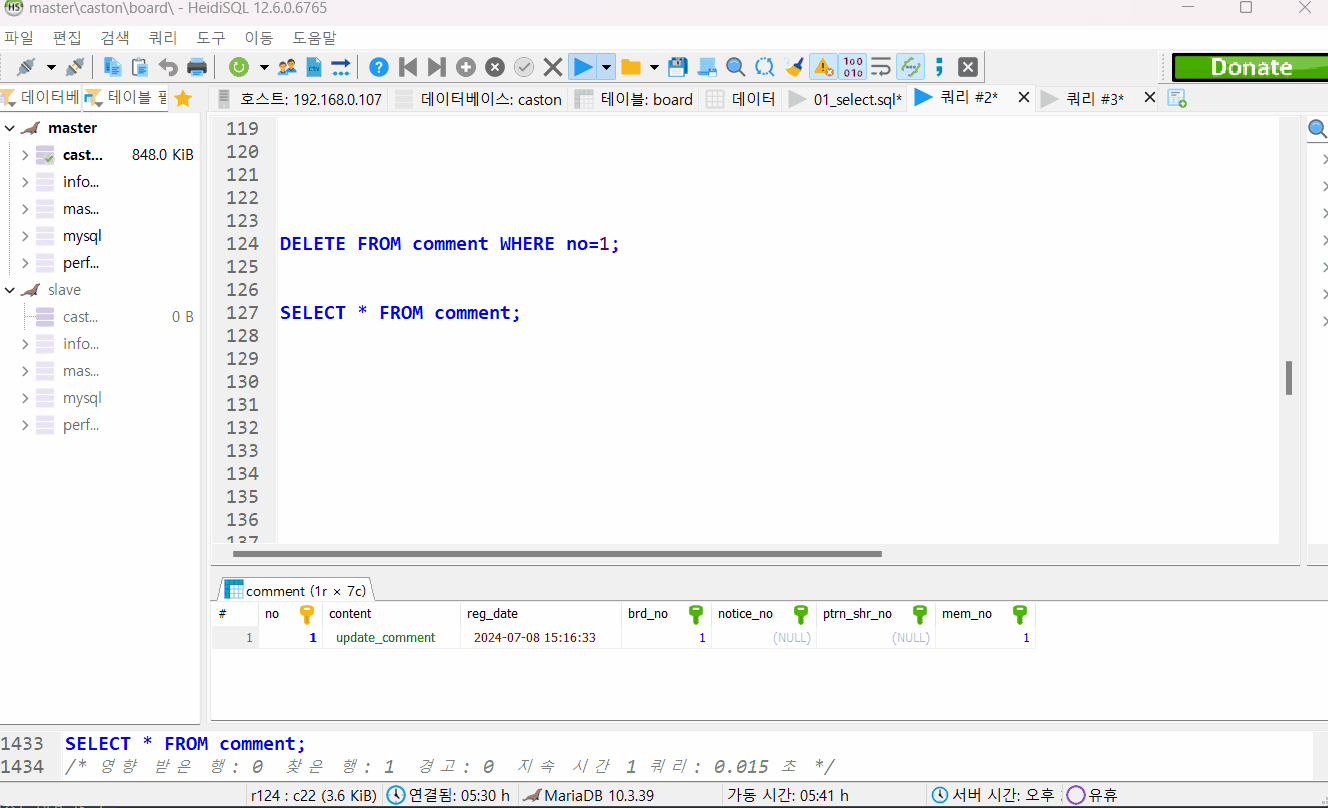 master\caston\board\ - HeidiSQL 12.6.0.6765
파일 편집 검색 쿼리 도구 이동 도움말
Donate
데이터베 테이블 호스트: 192.168.0.107 데이터베이스: caston 테이블: board 데이터 01_select.sql* 쿼리 #2* 쿼리 #3*
master
cast... 848.0 KiB
info...
mas...
mysql
perf...
slave
cast... 0 B
info...
mas...
mysql
perf...
119
120
121
122
123
124 DELETE FROM comment WHERE no=1;
125
126
127 SELECT * FROM comment;
128
129
130
131
132
133
134
135
136
137
comment (1r × 7c)
# no content reg_date brd_no notice_no ptrn_shr_no mem_no
1 1 update_comment 2024-07-08 15:16:33 1 (NULL) (NULL) 1
1433 SELECT * FROM comment;
1434 /* 영향 받은 행: 0 찾은 행: 1 경고: 0 지속 시간 1 쿼리: 0.015 초 */
r124 : c22 (3.6 KiB) 연결됨: 05:30 h MariaDB 10.3.39 가동 시간: 05:41 h 서버 시간: 오후 유휴